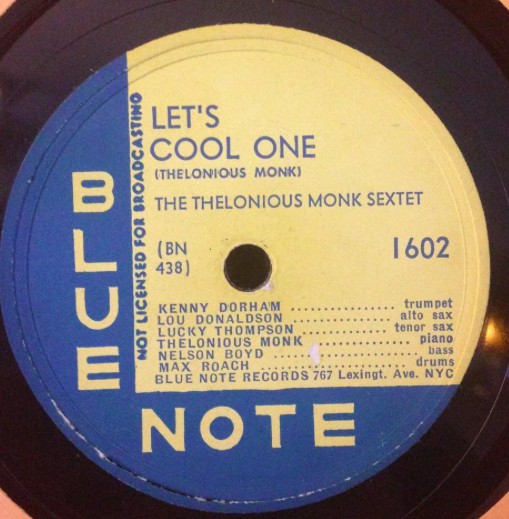 LET'S
COOL ONE
(THELONIOUS MONK)
THE THELONIOUS MONK SEXTET
(BN
438)
1602
KENNY DORHAM ................ trumpet
LOU DONALDSON ............... alto sax
LUCKY THOMPSON ............ tenor sax
THELONIOUS MONK ................. piano
NELSON BOYD ........................ bass
MAX ROACH ...................... drums
BLUE NOTE RECORDS 767 Lexingt. Ave. NYC
NOT LICENSED FOR BROADCASTING
BLUE
NOTE